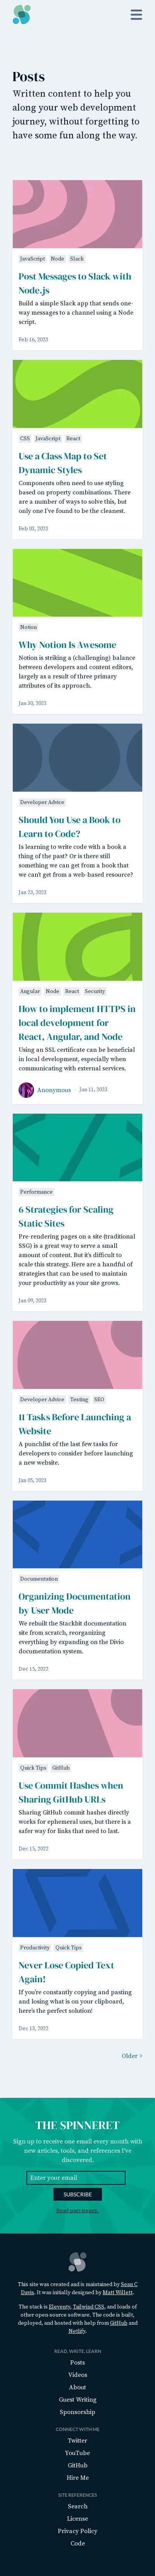 Posts
Written content to help you
along your web development
journey, without forgetting to
have some fun along the way.
JavaScript Node Slack
Post Messages to Slack with
Node.js
Build a simple Slack app that sends one-
way messages to a channel using a Node
script.
Feb 16, 2023
CSS JavaScript React
Use a Class Map to Set
Dynamic Styles
Components often need to use styling
based on property combinations. There
are a number of ways to solve this, but
only one I've found to be the cleanest.
Feb 03, 2023
Notion
Why Notion Is Awesome
Notion is striking a (challenging) balance
between developers and content editors,
largely as a result of three primary
attributes of its approach.
Jan 30, 2023
Developer Advice
Should You Use a Book to
Learn to Code?
Is learning to write code with a book a
thing of the past? Or is there still
something we can get from a book that
we can't get from a web-based resource?
Jan 23, 2023
Angular Node React Security
How to implement HTTPS in
local development for
React, Angular, and Node
Using an SSL certificate can be beneficial
in local development, especially when
communicating with external services.
Anonymous · Jan 11, 2023
Performance
6 Strategies for Scaling
Static Sites
Pre-rendering pages on a site (traditional
SSG) is a great way to serve a small
amount of content. But it's difficult to
scale this strategy. Here are a handful of
strategies that can be used to maintain
your productivity as your site grows.
Jan 09, 2023
Developer Advice Testing SEO
11 Tasks Before Launching a
Website
A punchlist of the last few tasks for
developers to consider before launching
a new website.
Jan 05, 2023
Documentation
Organizing Documentation
by User Mode
We rebuilt the Stackbit documentation
site from scratch, reorganizing
everything by expanding on the Divio
documentation system.
Dec 15, 2022
Quick Tips GitHub
Use Commit Hashes when
Sharing GitHub URLs
Sharing GitHub commit hashes directly
works for ephemeral uses, but there is a
safer way for links that need to last.
Dec 15, 2022
Productivity Quick Tips
Never Lose Copied Text
Again!
If you're constantly copying and pasting
and losing what is on your clipboard,
here's the perfect solution!
Dec 13, 2022
Older >
THE SPINNERET
Sign up to receive one email every month with
new articles, tools, and references I've
discovered.
Enter your email
SUBSCRIBE
Read past issues.
This site was created and is maintained by Sean C
Davis. It was initially designed by Matt Willett.
The stack is Eleventy, Tailwind CSS, and loads of
other open source software. The code is built,
deployed, and hosted with help from GitHub and
Netlify.
READ, WRITE, LEARN
Posts
Videos
About
Guest Writing
Sponsorship
CONNECT WITH ME
Twitter
YouTube
GitHub
Hire Me
SITE REFERENCES
Search
License
Privacy Policy
Code